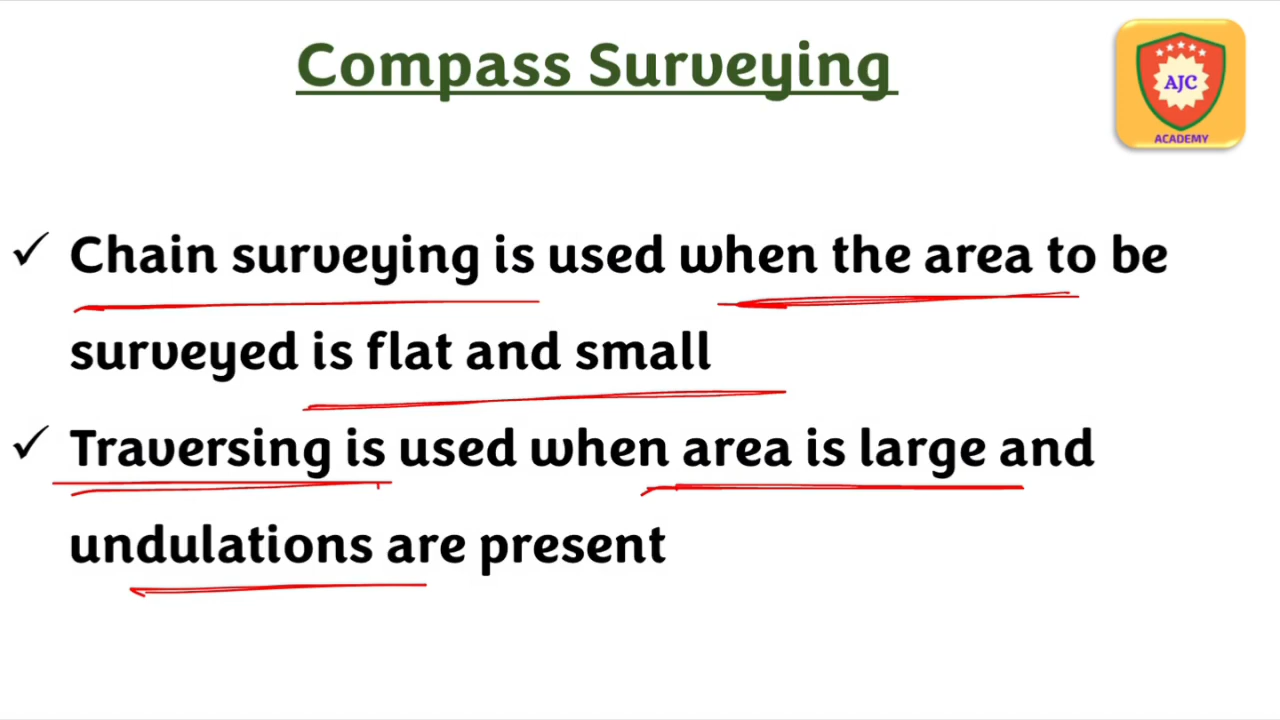 Compass Surveying
AJC
ACADEMY
✓ Chain surveying is used when the area to be
surveyed is flat and small
✓ Traversing is used when area is large and
undulations are present